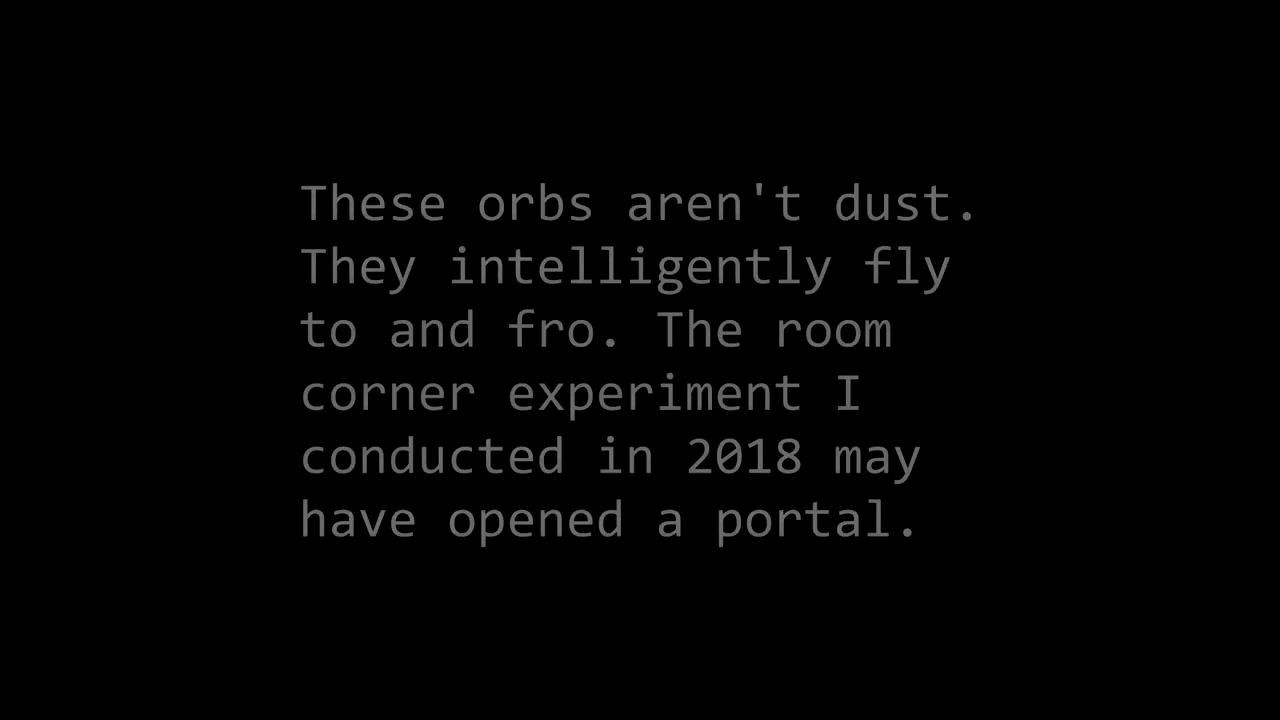 These orbs aren't dust.
They intelligently fly
to and fro. The room
corner experiment I
conducted in 2018 may
have opened a portal.